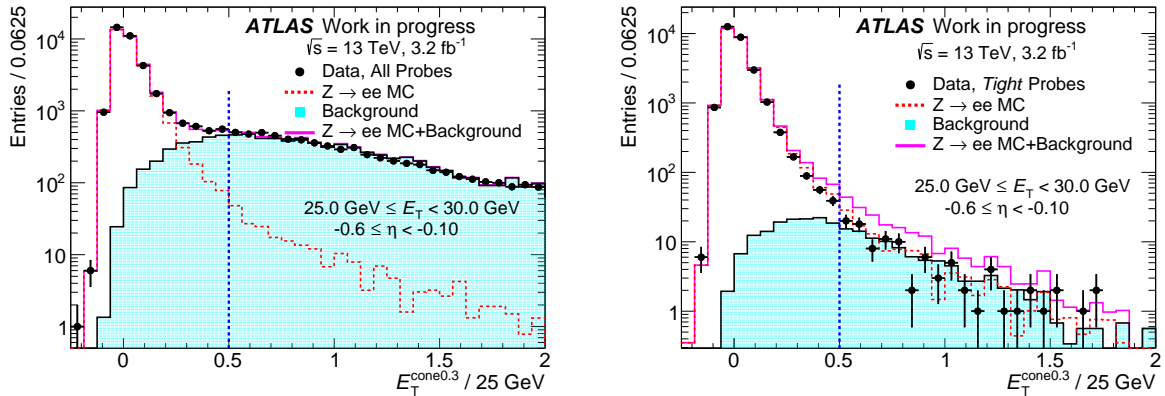 Entries / 0.0625
10⁴
10³
10²
10
1
ATLAS Work in progress
√s = 13 TeV, 3.2 fb⁻¹
Data, All Probes
Z → ee MC
Background
Z → ee MC+Background
25.0 GeV ≤ E_T < 30.0 GeV
-0.6 ≤ η < -0.10
0 0.5 1 1.5 2
E_T^cone0.3 / 25 GeV
Entries / 0.0625
10⁴
10³
10²
10
1
ATLAS Work in progress
√s = 13 TeV, 3.2 fb⁻¹
Data, Tight Probes
Z → ee MC
Background
Z → ee MC+Background
25.0 GeV ≤ E_T < 30.0 GeV
-0.6 ≤ η < -0.10
0 0.5 1 1.5 2
E_T^cone0.3 / 25 GeV